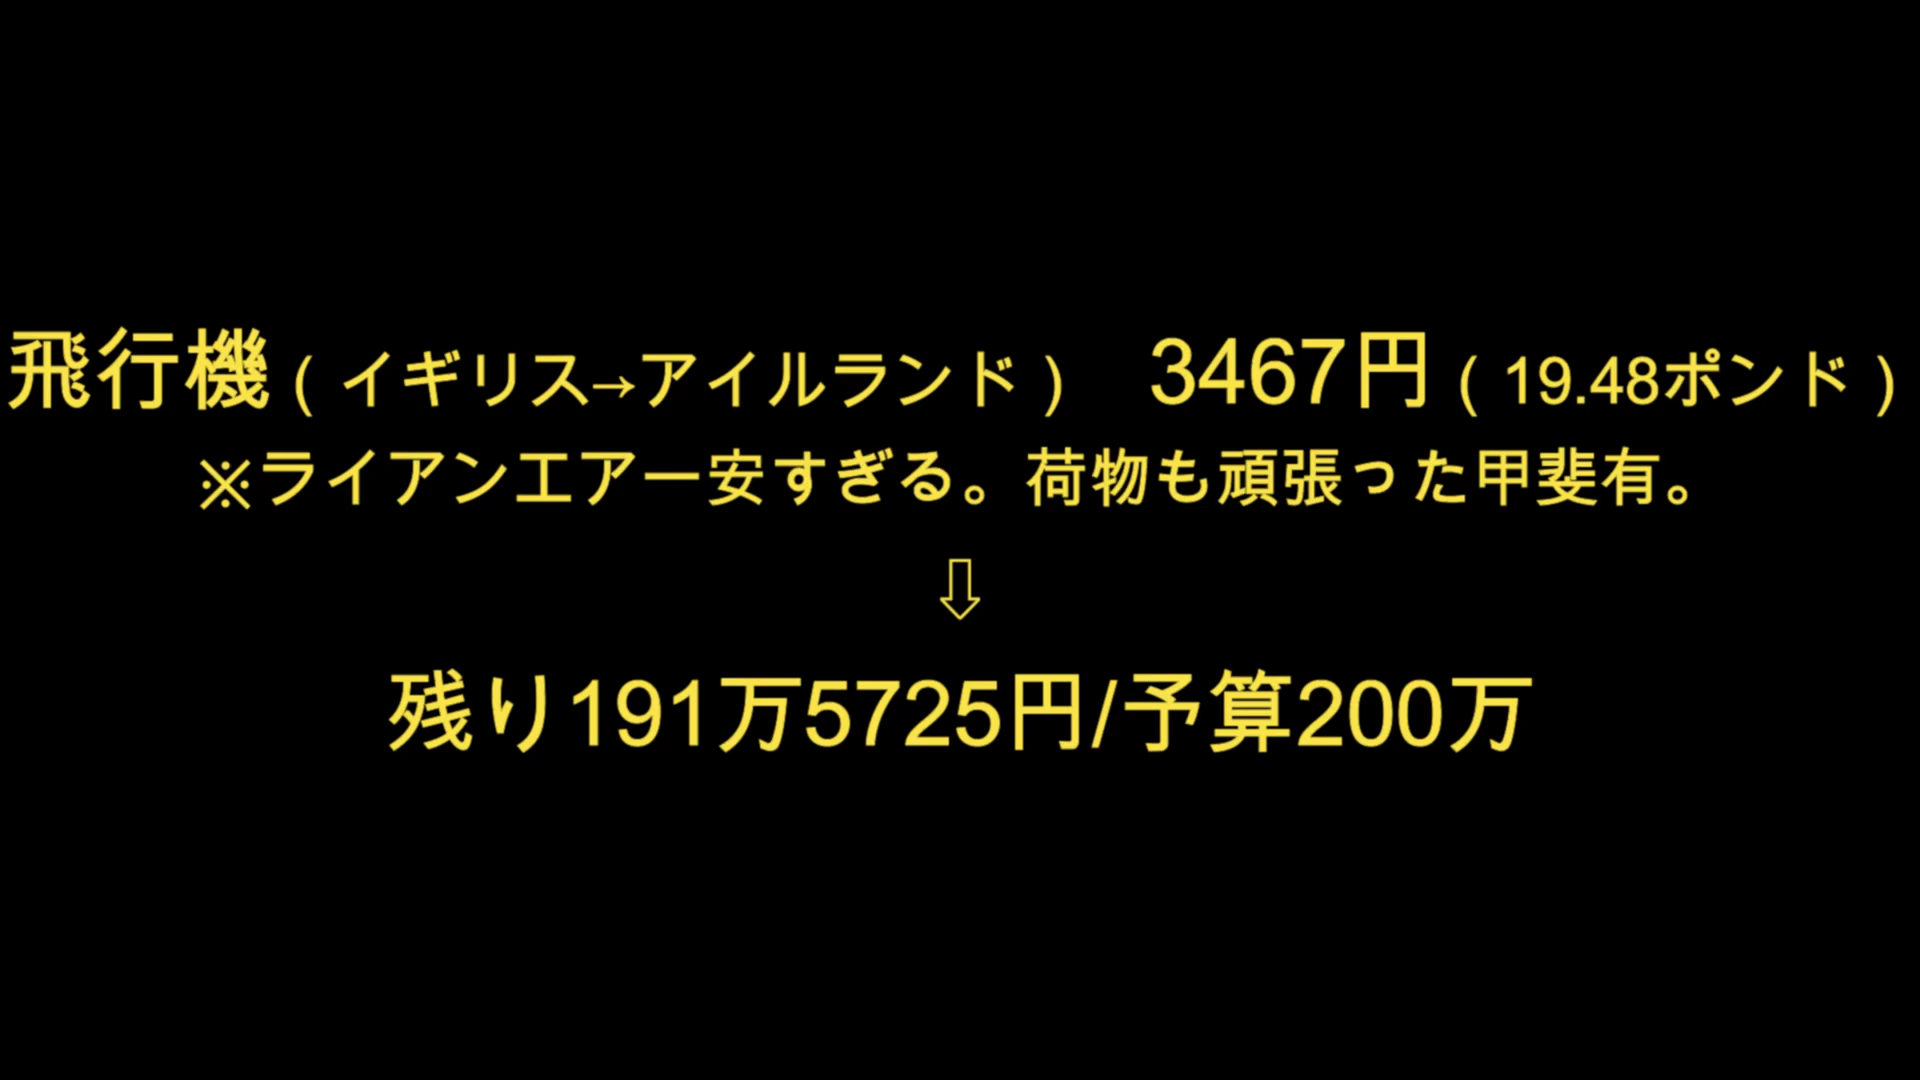 飛行機（イギリス→アイルランド）　3467円（19.48ポンド）
※ライアンエアー安すぎる。荷物も頑張った甲斐有。
⇩
残り191万5725円/予算200万